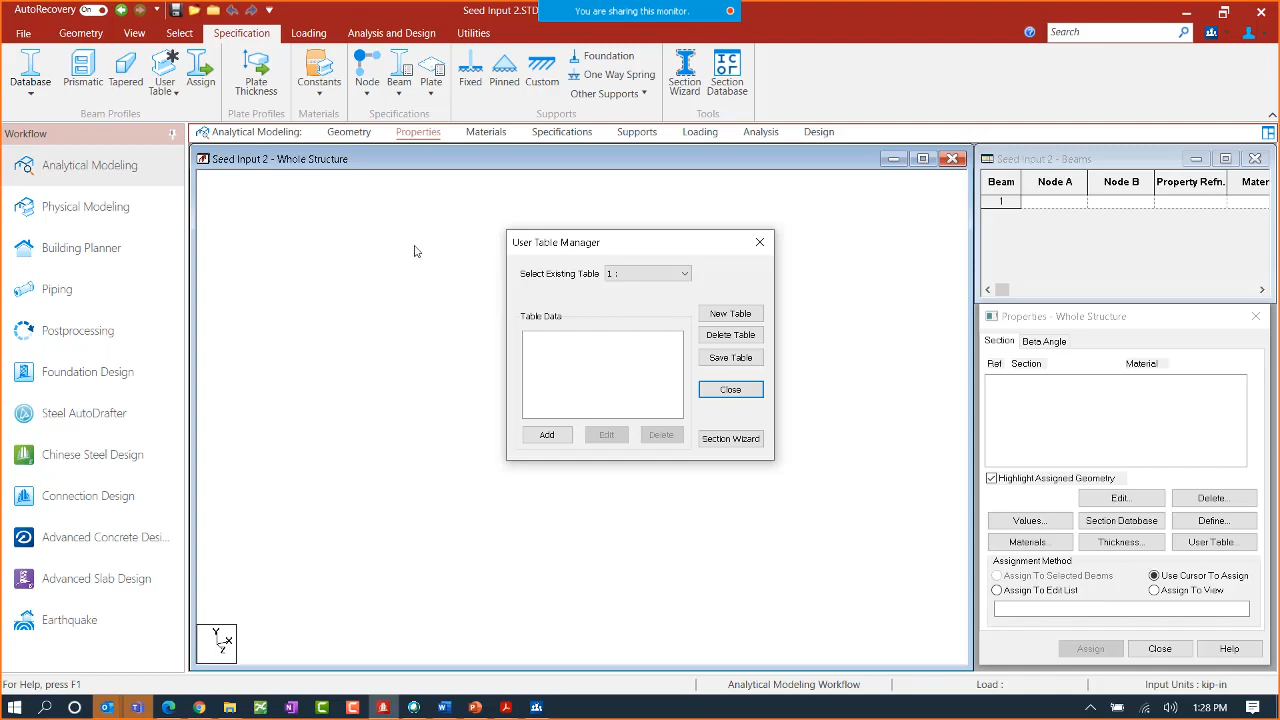 AutoRecovery On
Seed Input 2.STD
You are sharing this monitor.
File Geometry View Select Specification Loading Analysis and Design Utilities
Search
Database
Prismatic
Tapered
User Table
Assign
Plate Thickness
Constants
Node
Beam
Plate
Fixed
Pinned
Custom
Foundation
One Way Spring
Other Supports
Section Wizard
Section Database
Beam Profiles
Plate Profiles
Materials
Specifications
Supports
Tools
Workflow
Analytical Modeling: Geometry Properties Materials Specifications Supports Loading Analysis Design
Analytical Modeling
Physical Modeling
Building Planner
Piping
Postprocessing
Foundation Design
Steel AutoDrafter
Chinese Steel Design
Connection Design
Advanced Concrete Desi...
Advanced Slab Design
Earthquake
Seed Input 2 - Whole Structure
User Table Manager
Select Existing Table 1 :
Table Data
New Table
Delete Table
Save Table
Close
Add Edit Delete
Section Wizard
Y
X
Z
Seed Input 2 - Beams
Beam Node A Node B Property Refn. Mater
1
Properties - Whole Structure
Section Beta Angle
Ref Section Material
Highlight Assigned Geometry
Edit... Delete...
Values... Section Database Define...
Materials... Thickness... User Table...
Assignment Method
Assign To Selected Beams Use Cursor To Assign
Assign To Edit List Assign To View
Assign Close Help
For Help, press F1
Analytical Modeling Workflow
Load :
Input Units : kip-in
1:28 PM